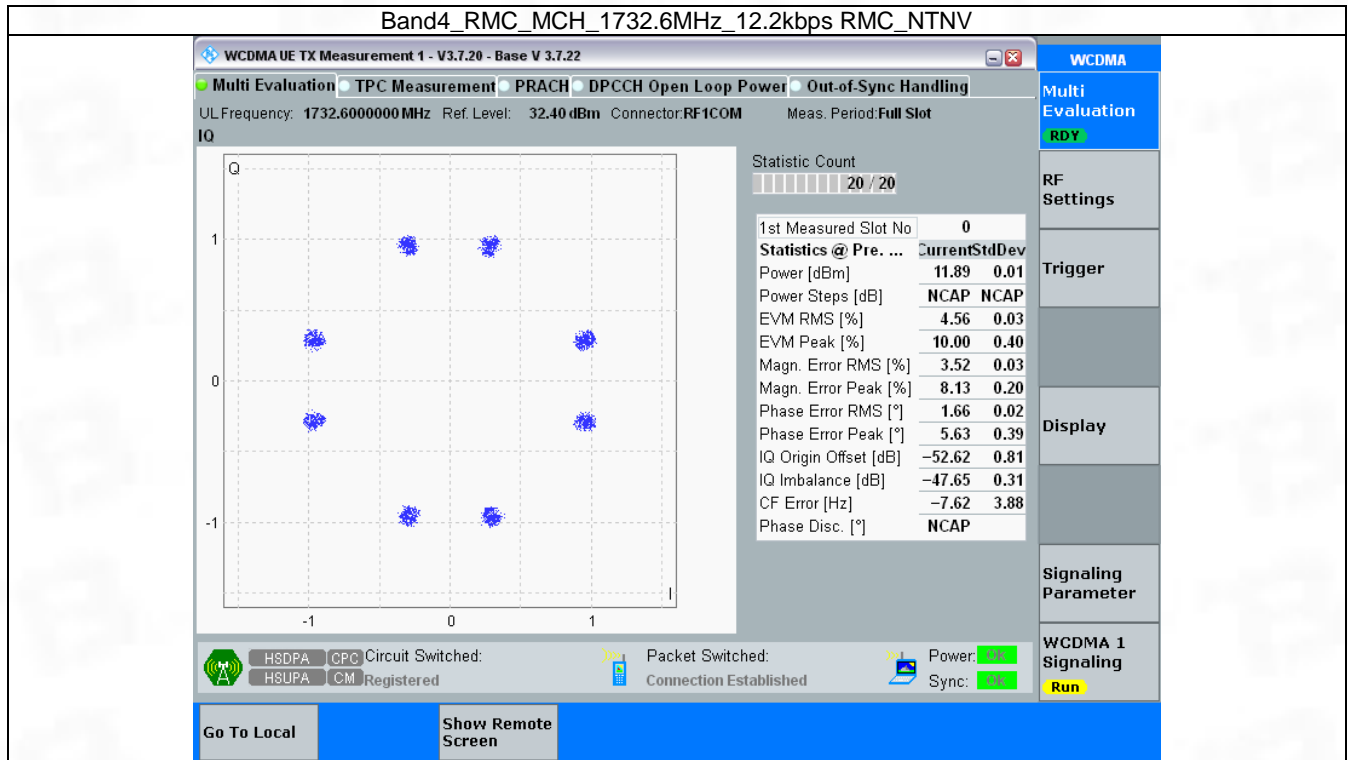 Band4_RMC_MCH_1732.6MHz_12.2kbps RMC_NTNV
WCDMA UE TX Measurement 1 - V3.7.20 - Base V 3.7.22
WCDMA
Multi Evaluation TPC Measurement PRACH DPCCH Open Loop Power Out-of-Sync Handling
Multi
Evaluation
RDY
UL Frequency: 1732.6000000 MHz Ref. Level: 32.40 dBm Connector:RF1COM Meas. Period:Full Slot
IQ
Q
1
0
-1
I
-1 0 1
Statistic Count
20 / 20
1st Measured Slot No 0
Statistics @ Pre. ... Current StdDev
Power [dBm] 11.89 0.01
Power Steps [dB] NCAP NCAP
EVM RMS [%] 4.56 0.03
EVM Peak [%] 10.00 0.40
Magn. Error RMS [%] 3.52 0.03
Magn. Error Peak [%] 8.13 0.20
Phase Error RMS [°] 1.66 0.02
Phase Error Peak [°] 5.63 0.39
IQ Origin Offset [dB] −52.62 0.81
IQ Imbalance [dB] −47.65 0.31
CF Error [Hz] −7.62 3.88
Phase Disc. [°] NCAP
RF
Settings
Trigger
Display
Signaling
Parameter
WCDMA 1
Signaling
Run
HSDPA CPC Circuit Switched: Packet Switched: Power: Ok
HSUPA CM Registered Connection Established Sync: Ok
Go To Local
Show Remote
Screen